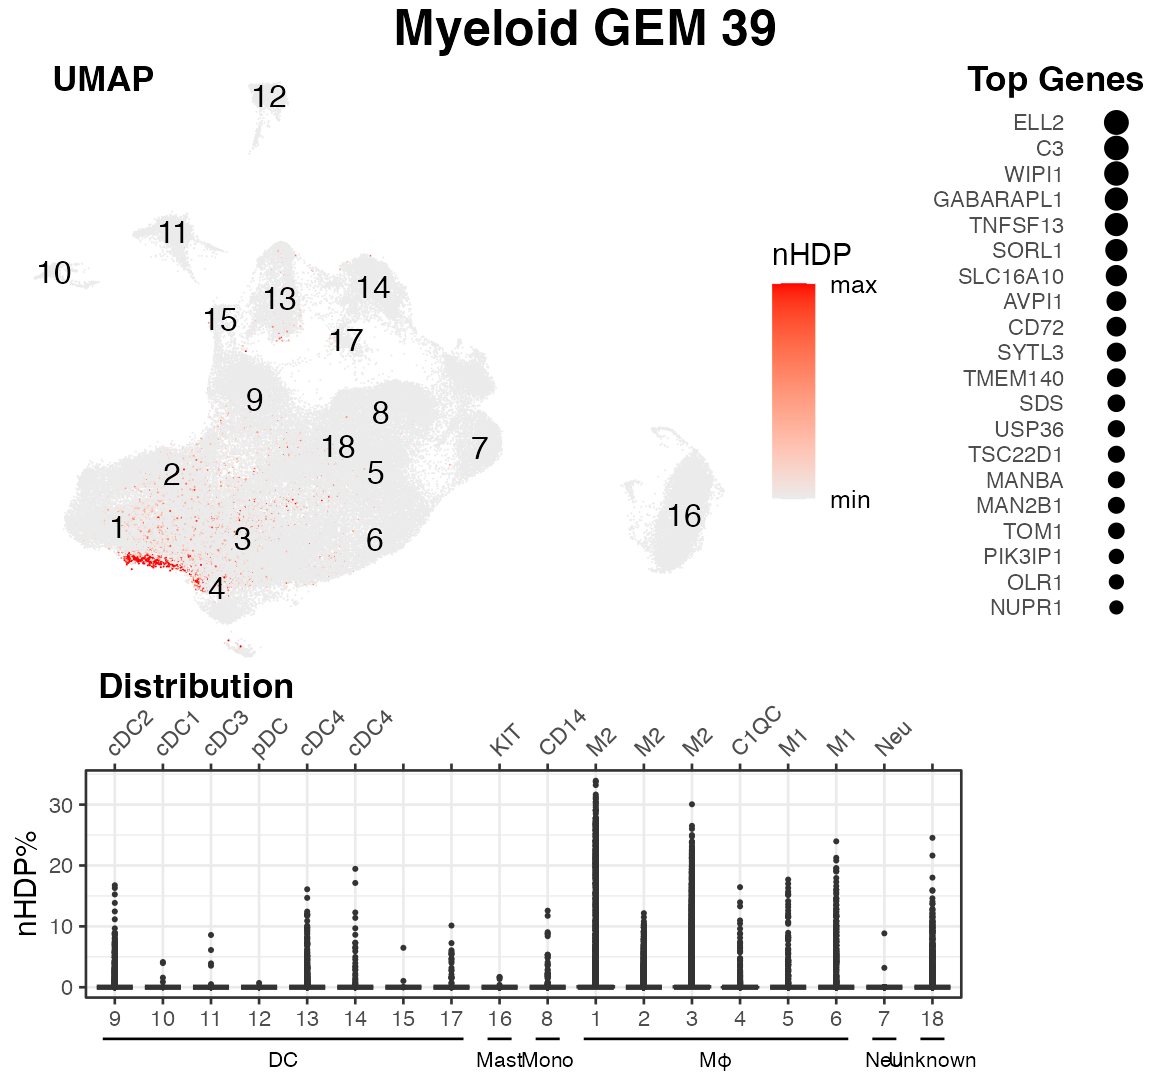 Myeloid GEM 39
UMAP
Top Genes
12
11
10
13
14
15
17
9
8
18
7
2
5
1
3
6
4
16
nHDP
max
min
ELL2
C3
WIPI1
GABARAPL1
TNFSF13
SORL1
SLC16A10
AVPI1
CD72
SYTL3
TMEM140
SDS
USP36
TSC22D1
MANBA
MAN2B1
TOM1
PIK3IP1
OLR1
NUPR1
Distribution
cDC2 cDC1 cDC3 pDC cDC4 cDC4 KIT CD14 M2 M2 M2 C1QC M1 M1 Neu
nHDP%
30
20
10
0
9 10 11 12 13 14 15 17 16 8 1 2 3 4 5 6 7 18
DC Mast Mono Mϕ Neu Unknown